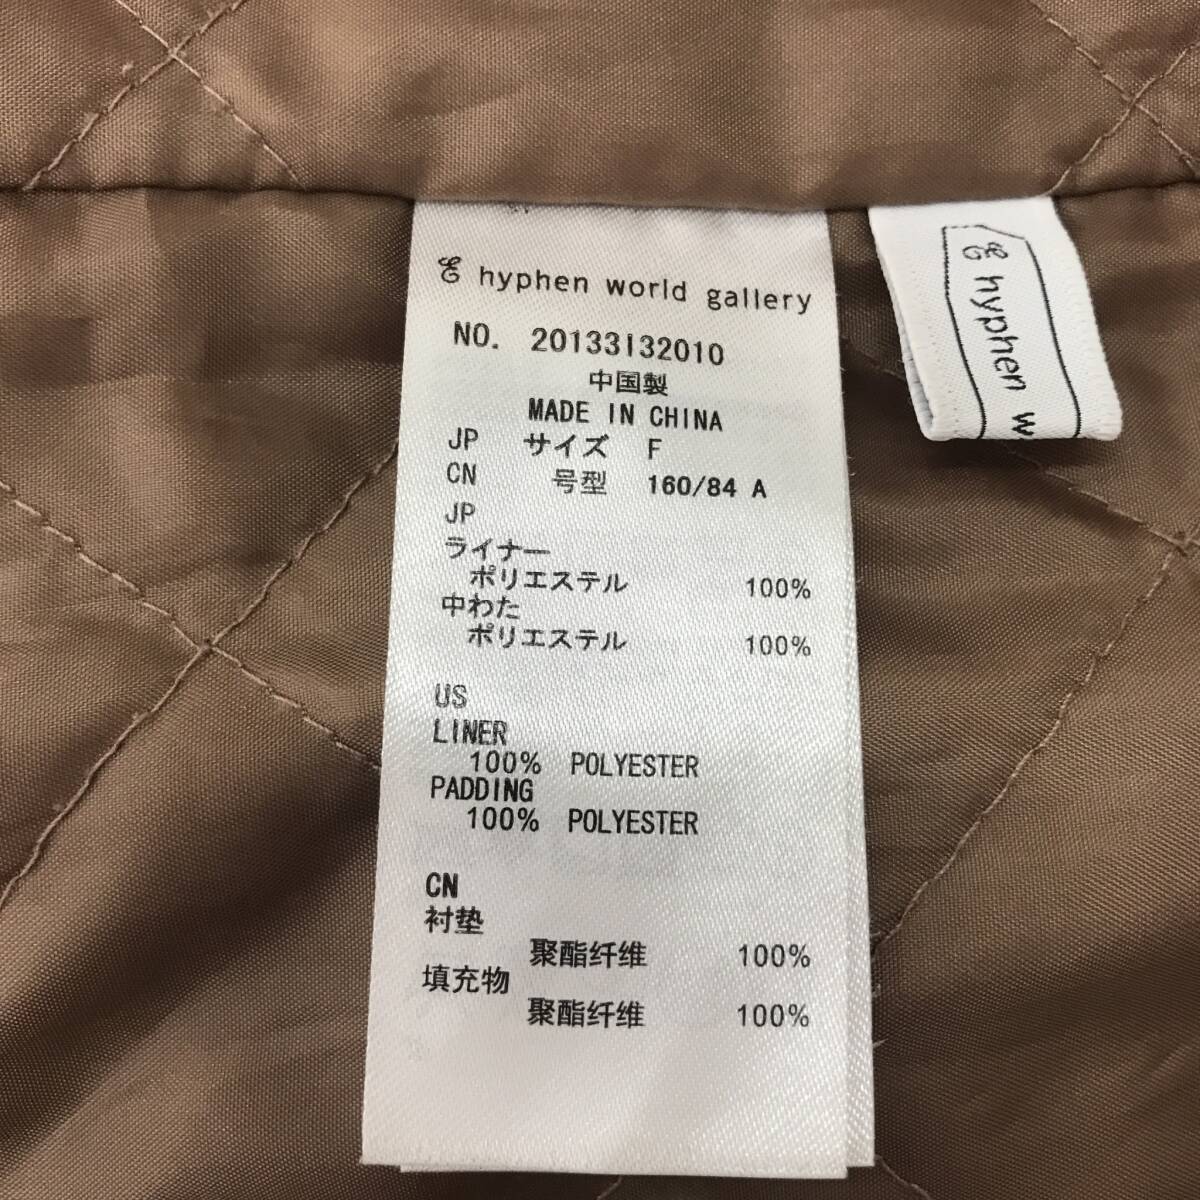 E hyphen world gallery
NO. 20133132010
中国製
MADE IN CHINA
JP サイズ F
CN 号型 160/84 A
JP
ライナー
ポリエステル 100%
中わた
ポリエステル 100%
US
LINER
100% POLYESTER
PADDING
100% POLYESTER
CN
衬垫
聚酯纤维 100%
填充物
聚酯纤维 100%
E hyphen w